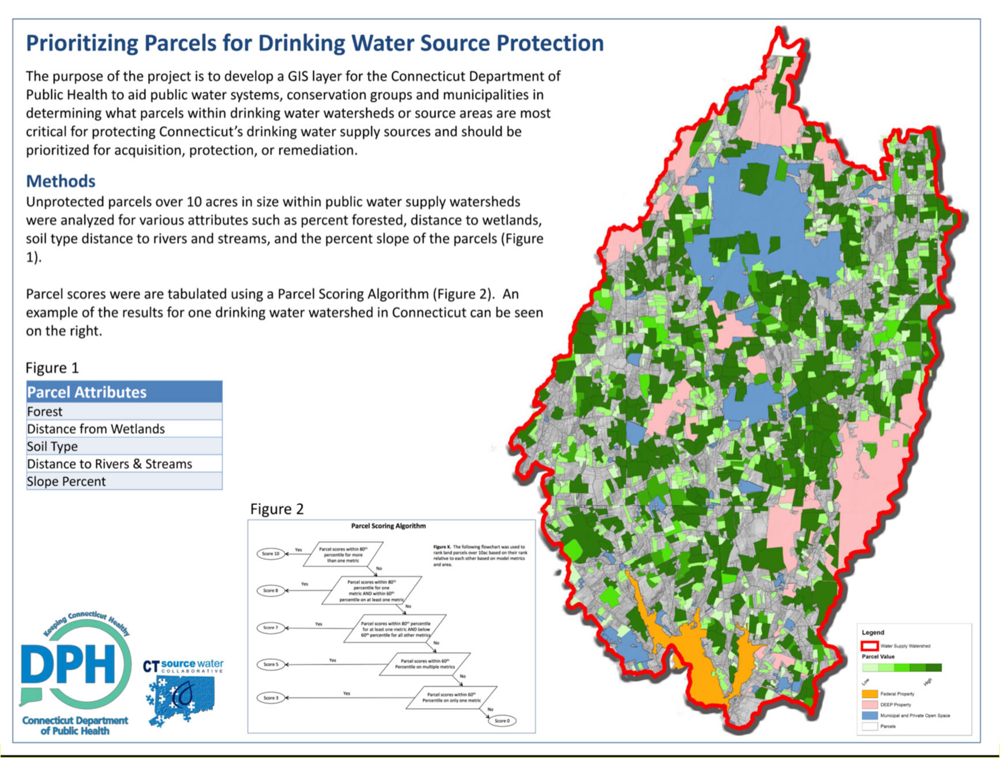 Prioritizing Parcels for Drinking Water Source Protection
The purpose of the project is to develop a GIS layer for the Connecticut Department of
Public Health to aid public water systems, conservation groups and municipalities in
determining what parcels within drinking water watersheds or source areas are most
critical for protecting Connecticut's drinking water supply sources and should be
prioritized for acquisition, protection, or remediation.
Methods
Unprotected parcels over 10 acres in size within public water supply watersheds
were analyzed for various attributes such as percent forested, distance to wetlands,
soil type distance to rivers and streams, and the percent slope of the parcels (Figure
1).
Parcel scores were are tabulated using a Parcel Scoring Algorithm (Figure 2).  An
example of the results for one drinking water watershed in Connecticut can be seen
on the right.
Figure 1
Parcel Attributes
Forest
Distance from Wetlands
Soil Type
Distance to Rivers & Streams
Slope Percent
Figure 2
Parcel Scoring Algorithm
Figure X. The following flowchart was used to
rank land parcels over 10ac based on their rank
relative to each other based on model metrics
and area.
Parcel scores within 80th
percentile for more
than one metric
Yes
Score 10
No
Parcel scores within 80th
percentile for one
metric AND within 60th
percentile on at least one metric
Yes
Score 8
No
Parcel scores within 80th percentile
for at least one metric AND below
60th percentile for all other metrics
Yes
Score 7
No
Parcel scores within 60th
Percentile on multiple metrics
Yes
Score 5
No
Parcel scores within 60th
Percentile on only one metric
Yes
Score 3
No
Score 0
Keeping Connecticut Healthy
DPH
Connecticut Department
of Public Health
CT source water
COLLABORATIVE
Legend
Water Supply Watershed
Parcel Value
Low
High
Federal Property
DEEP Property
Municipal and Private Open Space
Parcels